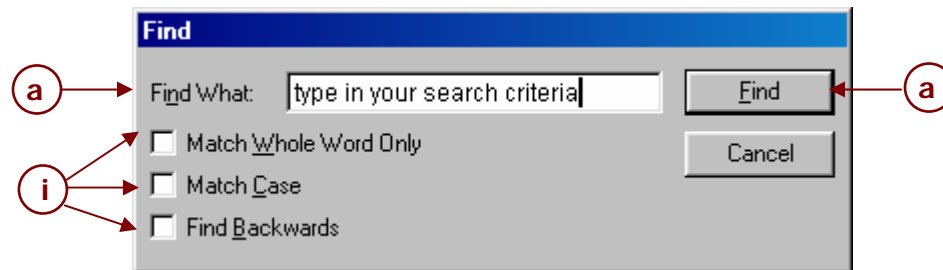 Find
a Find What: type in your search criteria Find a
Match Whole Word Only Cancel
i Match Case
Find Backwards